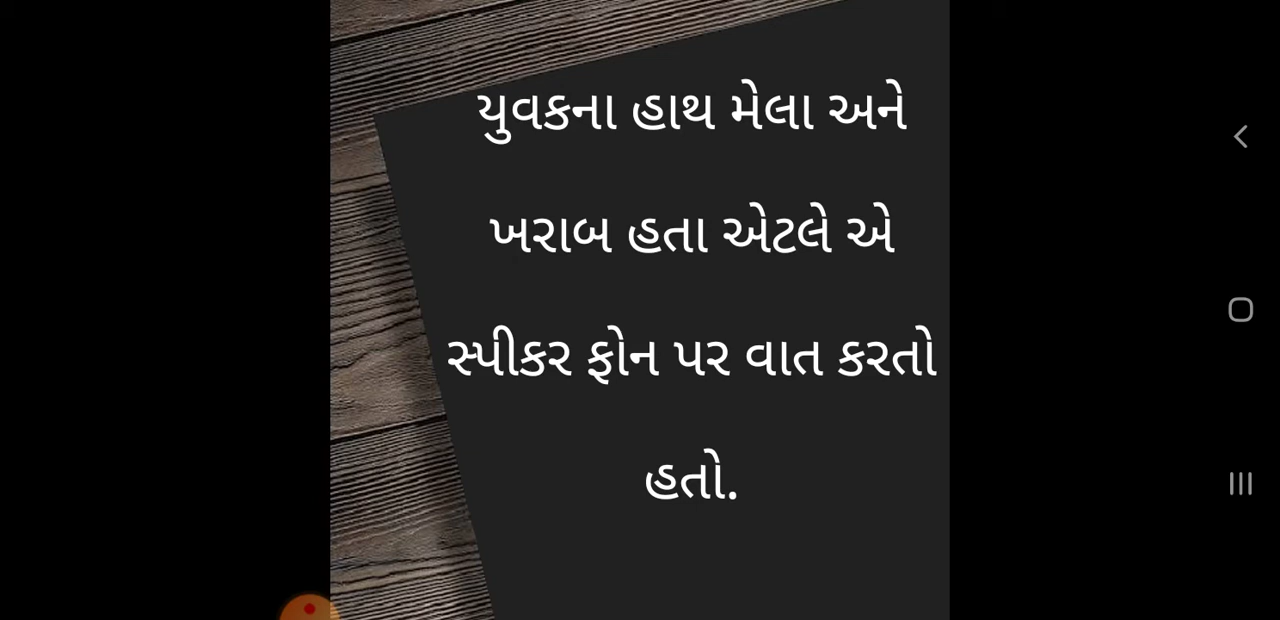 યુવકના હાથ મેલા અને
ખરાબ હતા એટલે એ
સ્પીકર ફોન પર વાત કરતો
હતો.